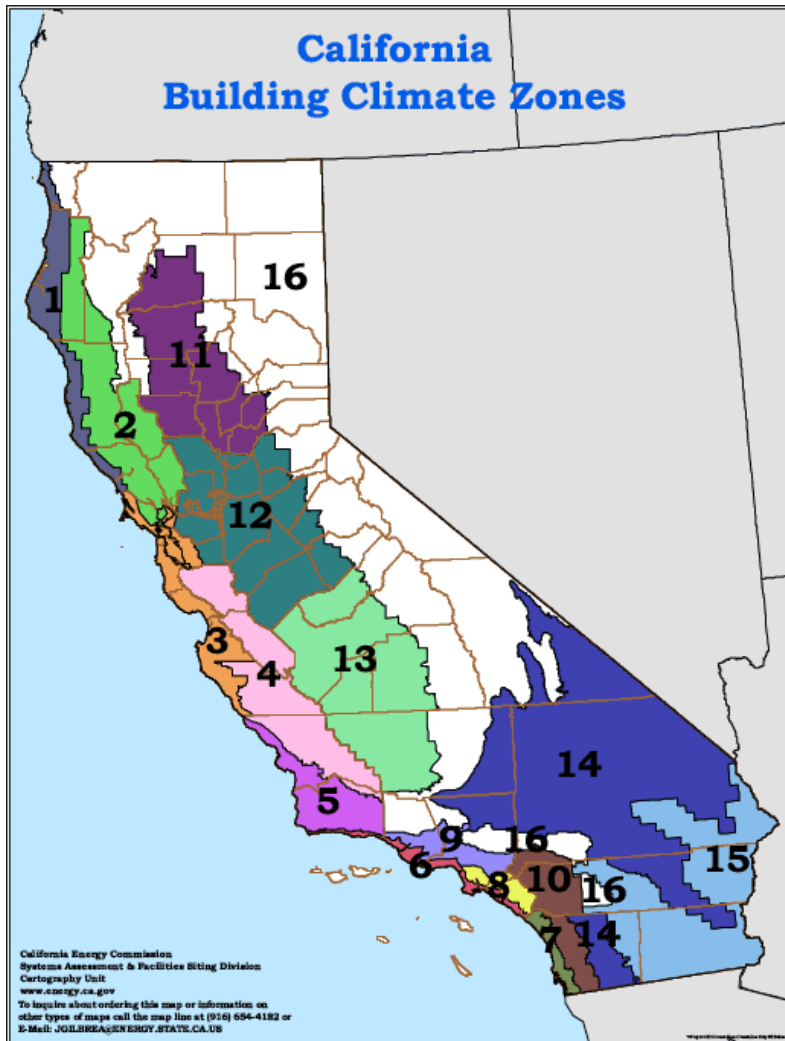 California
Building Climate Zones
16
1
11
2
12
3
13
4
14
5
9
16
15
6
8
10
16
7
14
California Energy Commission
Systems Assessment & Facilities Siting Division
Cartography Unit
www.energy.ca.gov
To inquire about ordering this map or information on
other types of maps call the map line at (916) 654-4182 or
E-Mail: JGILBREA@ENERGY.STATE.CA.US